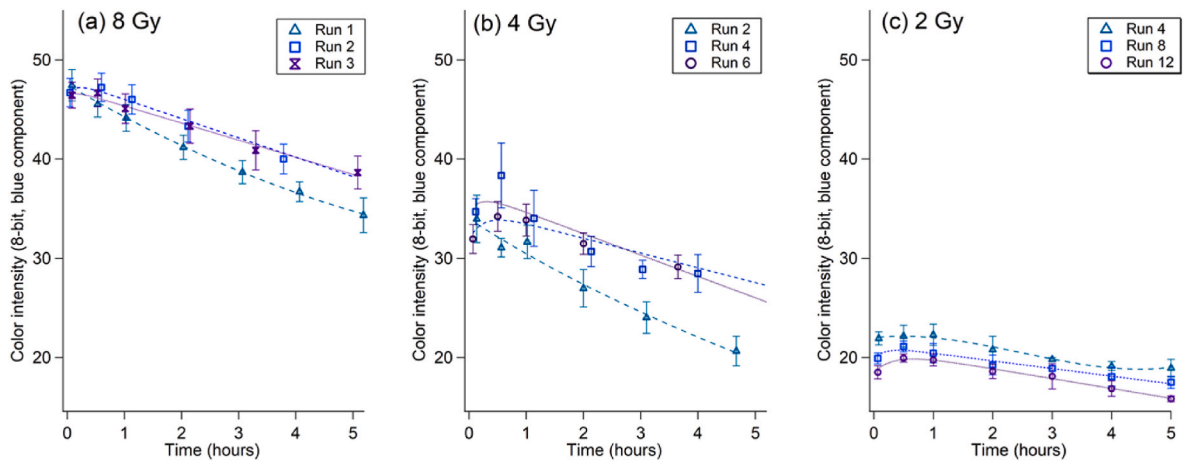 (a) 8 Gy
Run 1
Run 2
Run 3
50
40
30
20
Color intensity (8-bit, blue component)
0 1 2 3 4 5
Time (hours)
(b) 4 Gy
Run 2
Run 4
Run 6
50
40
30
20
Color intensity (8-bit, blue component)
0 1 2 3 4 5
Time (hours)
(c) 2 Gy
Run 4
Run 8
Run 12
50
40
30
20
Color intensity (8-bit, blue component)
0 1 2 3 4 5
Time (hours)